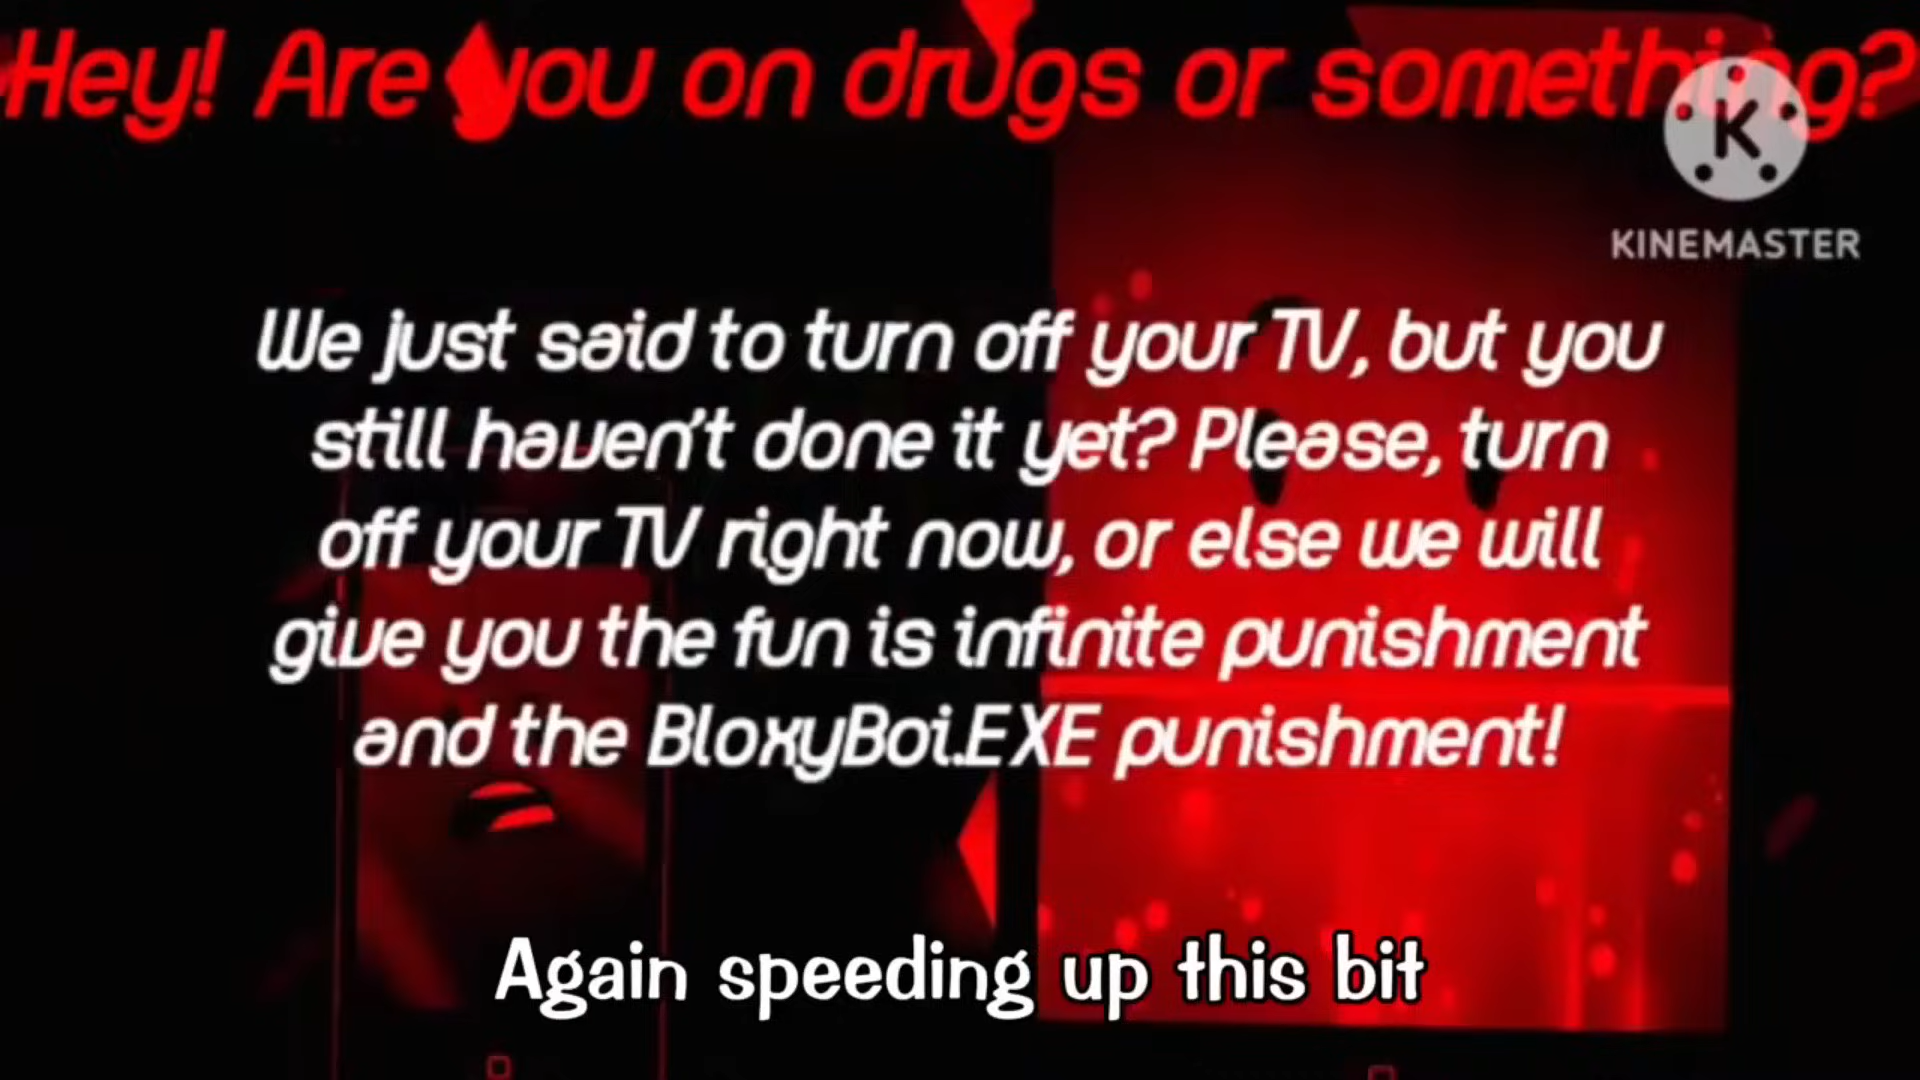 Hey! Are you on drugs or something?
K
KINEMASTER
We just said to turn off your TV, but you
still haven't done it yet? Please, turn
off your TV right now, or else we will
give you the fun is infinite punishment
and the BloxyBoi.EXE punishment!
Again speeding up this bit